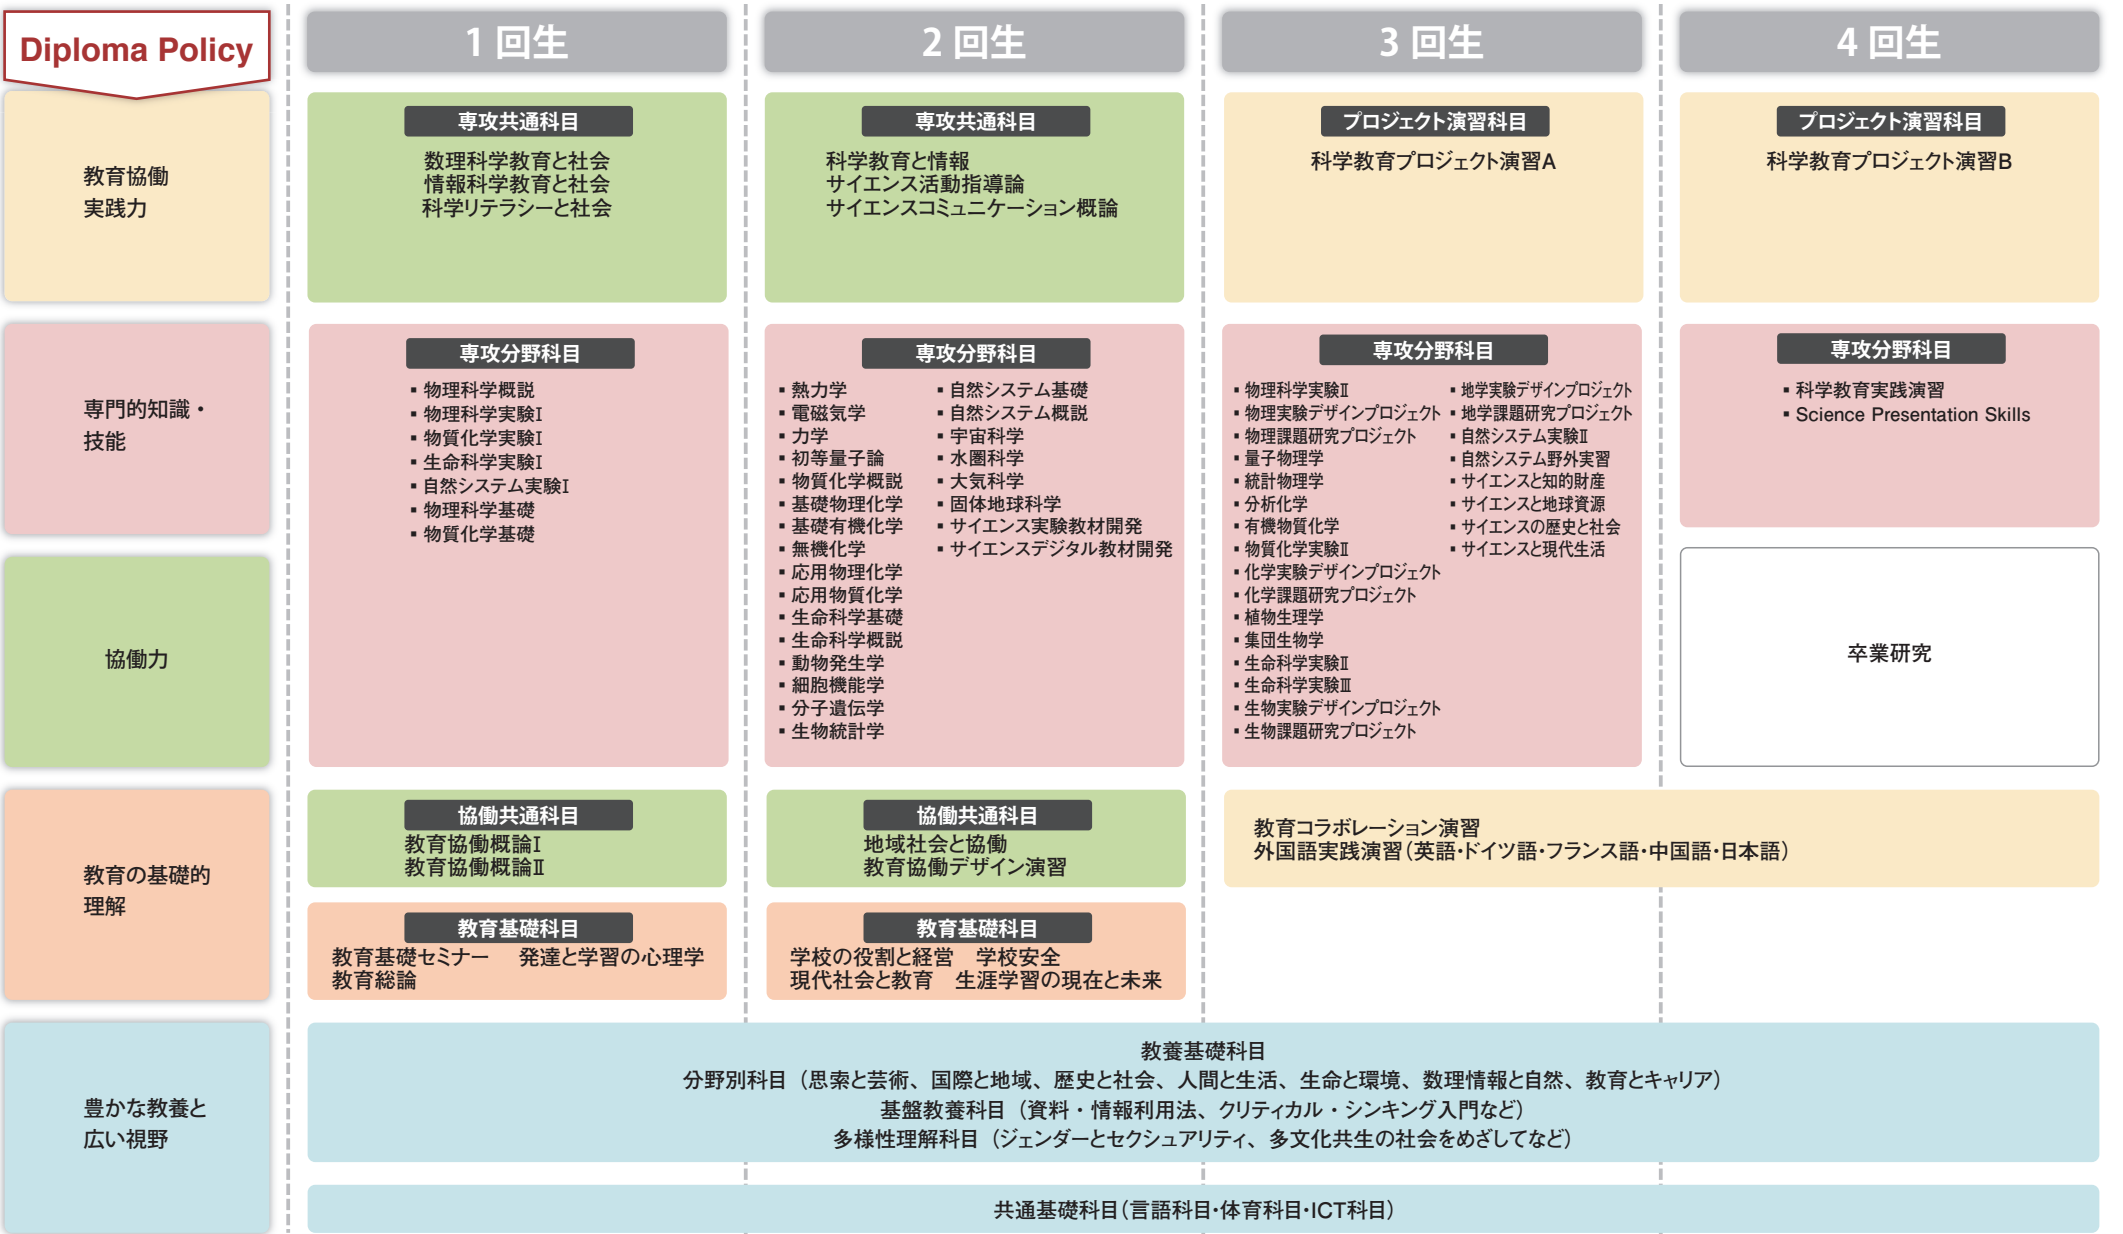 Diploma Policy
1 回生
2 回生
3 回生
4 回生
教育協働
実践力
専攻共通科目
数理科学教育と社会
情報科学教育と社会
科学リテラシーと社会
専攻共通科目
科学教育と情報
サイエンス活動指導論
サイエンスコミュニケーション概論
プロジェクト演習科目
科学教育プロジェクト演習A
プロジェクト演習科目
科学教育プロジェクト演習B
専門的知識・
技能
専攻分野科目
▪ 物理科学概説
▪ 物理科学実験Ⅰ
▪ 物質化学実験Ⅰ
▪ 生命科学実験Ⅰ
▪ 自然システム実験Ⅰ
▪ 物理科学基礎
▪ 物質化学基礎
専攻分野科目
▪ 熱力学
▪ 電磁気学
▪ 力学
▪ 初等量子論
▪ 物質化学概説
▪ 基礎物理化学
▪ 基礎有機化学
▪ 無機化学
▪ 応用物理化学
▪ 応用物質化学
▪ 生命科学基礎
▪ 生命科学概説
▪ 動物発生学
▪ 細胞機能学
▪ 分子遺伝学
▪ 生物統計学
▪ 自然システム基礎
▪ 自然システム概説
▪ 宇宙科学
▪ 水圏科学
▪ 大気科学
▪ 固体地球科学
▪ サイエンス実験教材開発
▪ サイエンスデジタル教材開発
専攻分野科目
▪ 物理科学実験Ⅱ
▪ 物理実験デザインプロジェクト
▪ 物理課題研究プロジェクト
▪ 量子物理学
▪ 統計物理学
▪ 分析化学
▪ 有機物質化学
▪ 物質化学実験Ⅱ
▪ 化学実験デザインプロジェクト
▪ 化学課題研究プロジェクト
▪ 植物生理学
▪ 集団生物学
▪ 生命科学実験Ⅱ
▪ 生命科学実験Ⅲ
▪ 生物実験デザインプロジェクト
▪ 生物課題研究プロジェクト
▪ 地学実験デザインプロジェクト
▪ 地学課題研究プロジェクト
▪ 自然システム実験Ⅱ
▪ 自然システム野外実習
▪ サイエンスと知的財産
▪ サイエンスと地球資源
▪ サイエンスの歴史と社会
▪ サイエンスと現代生活
専攻分野科目
▪ 科学教育実践演習
▪ Science Presentation Skills
協働力
卒業研究
教育の基礎的
理解
協働共通科目
教育協働概論Ⅰ
教育協働概論Ⅱ
協働共通科目
地域社会と協働
教育協働デザイン演習
教育コラボレーション演習
外国語実践演習(英語・ドイツ語・フランス語・中国語・日本語)
教育基礎科目
教育基礎セミナー　発達と学習の心理学
教育総論
教育基礎科目
学校の役割と経営　学校安全
現代社会と教育　生涯学習の現在と未来
豊かな教養と
広い視野
教養基礎科目
分野別科目（思索と芸術、国際と地域、歴史と社会、人間と生活、生命と環境、数理情報と自然、教育とキャリア）
基盤教養科目（資料・情報利用法、クリティカル・シンキング入門など）
多様性理解科目（ジェンダーとセクシュアリティ、多文化共生の社会をめざしてなど）
共通基礎科目(言語科目・体育科目・ICT科目)